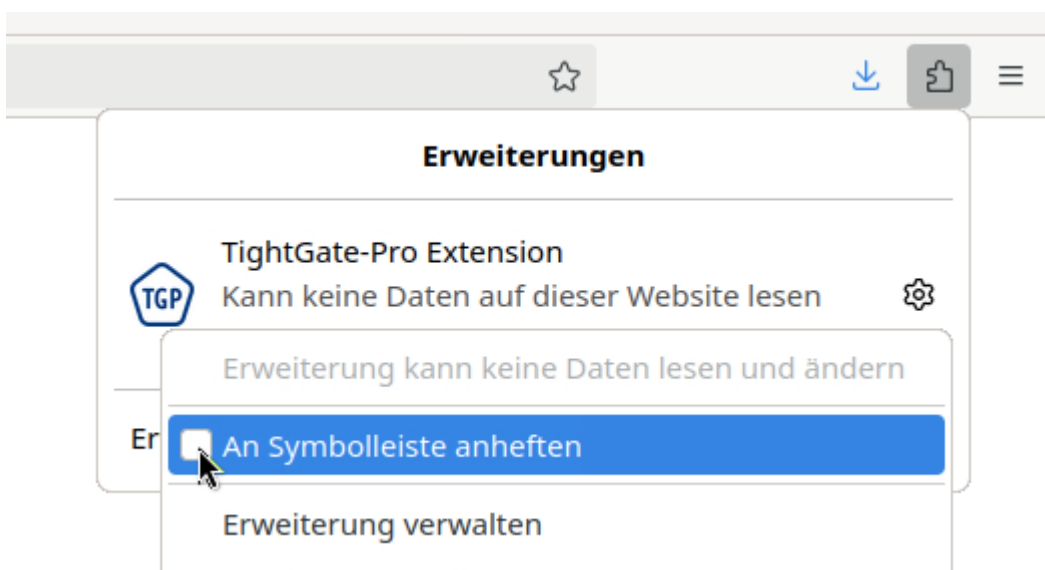 Erweiterungen
TightGate-Pro Extension
TGP
Kann keine Daten auf dieser Website lesen
Erweiterung kann keine Daten lesen und ändern
Er
An Symbolleiste anheften
Erweiterung verwalten